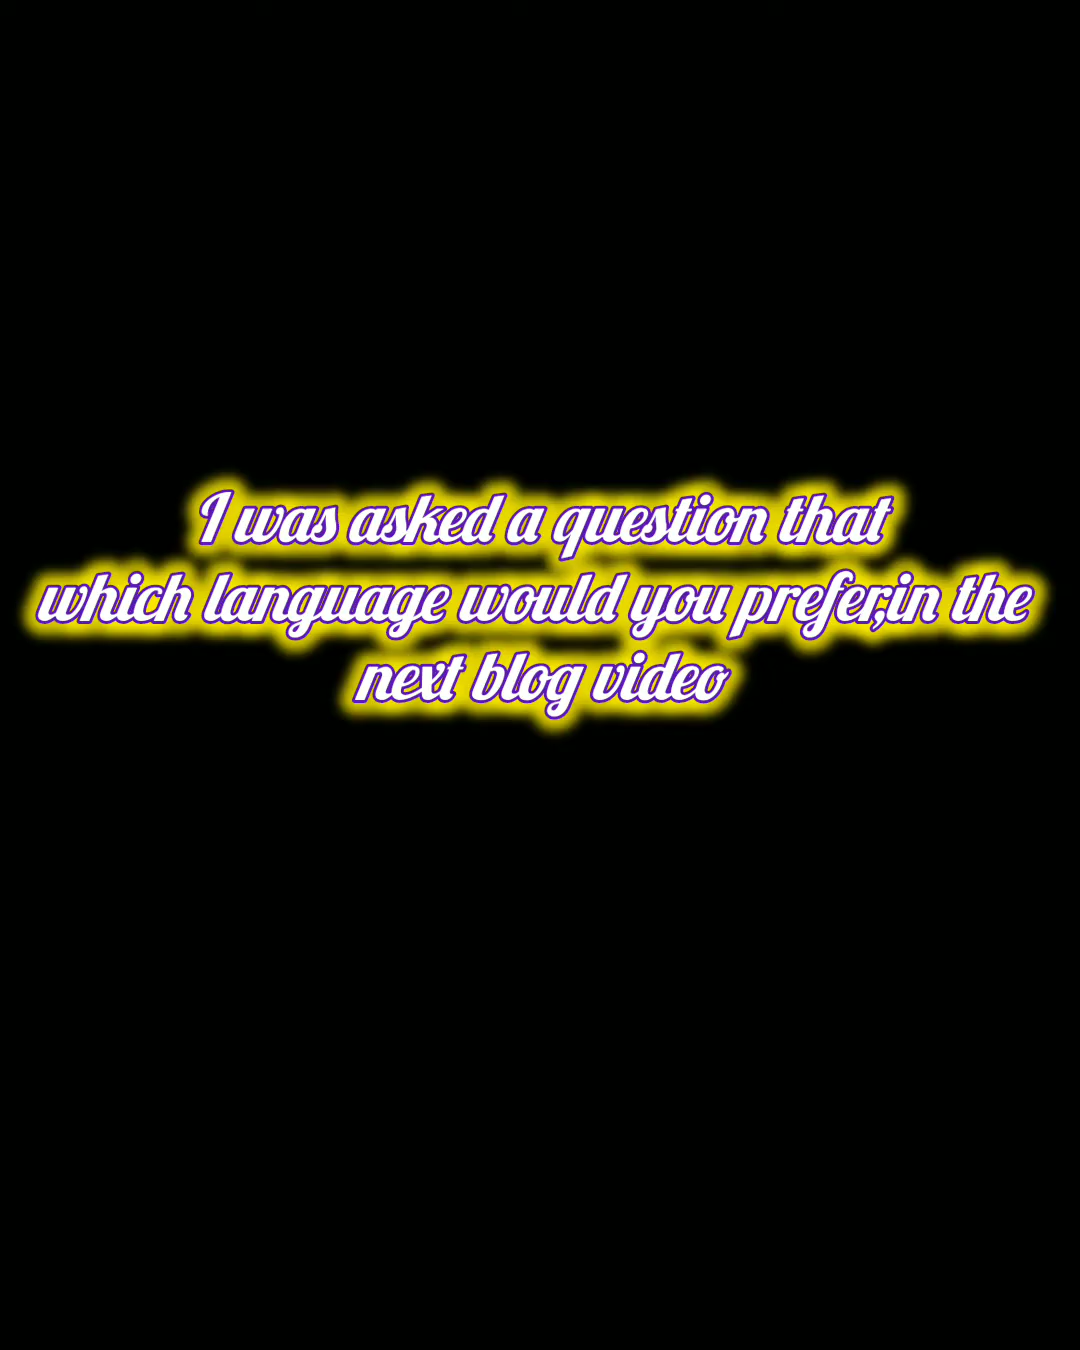 I was asked a question that
which language would you prefer,in the
next blog video